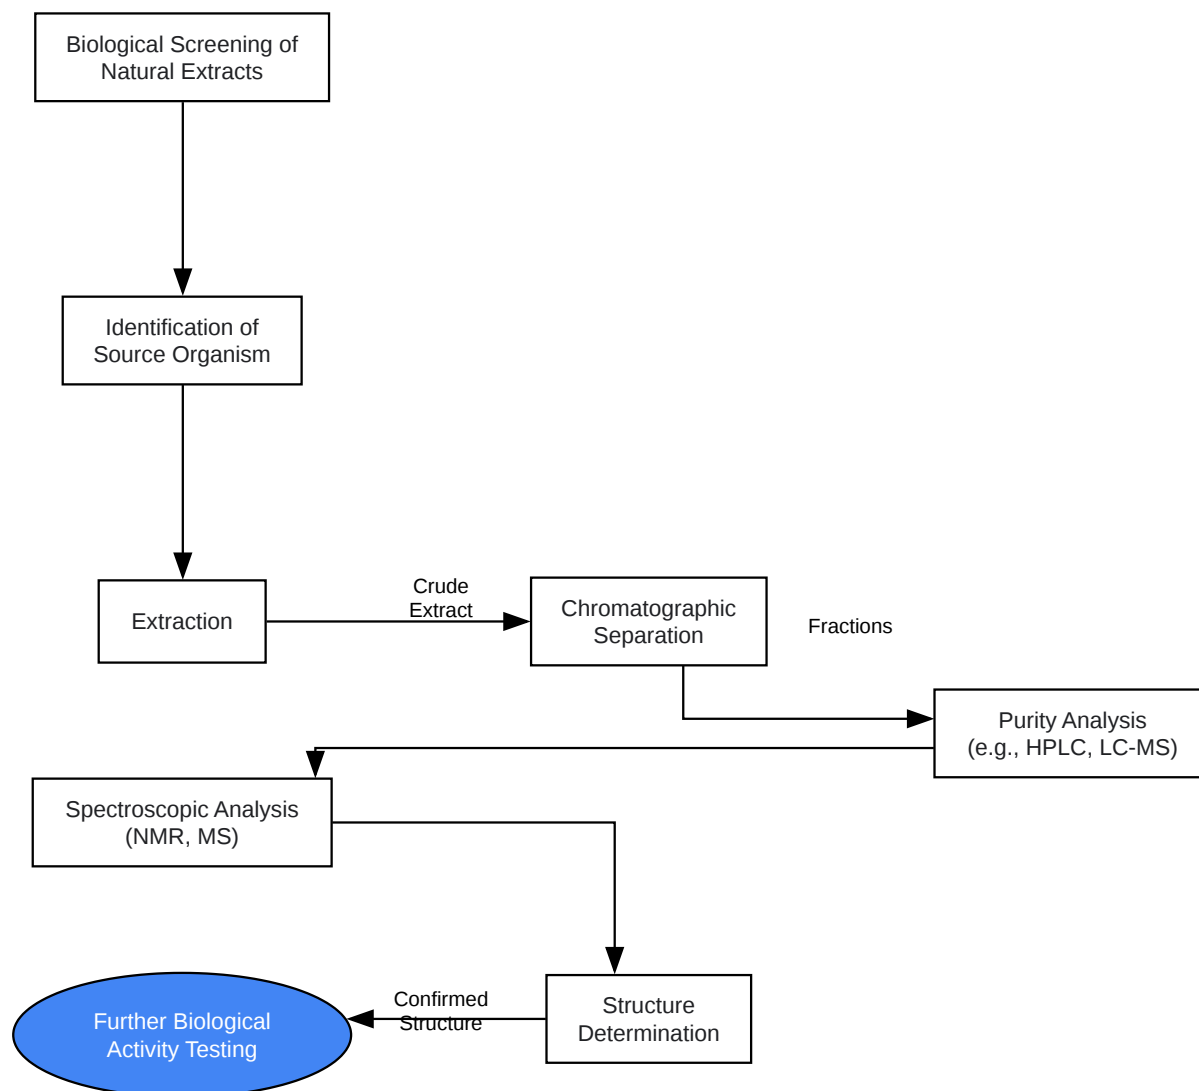 Biological Screening of
Natural Extracts
Identification of
Source Organism
Extraction
Crude
Extract
Chromatographic
Separation
Fractions
Purity Analysis
(e.g., HPLC, LC-MS)
Spectroscopic Analysis
(NMR, MS)
Structure
Determination
Confirmed
Structure
Further Biological
Activity Testing